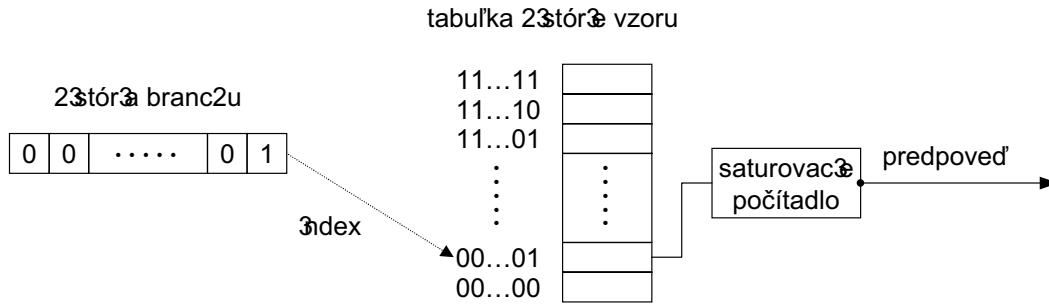 tabuľka 23stór3e vzoru
11...11
23stór3a branc2u
11...10
11...01
0 0 ..... 0 1
saturovac3e
počítadlo
predpoveď
3ndex
00...01
00...00